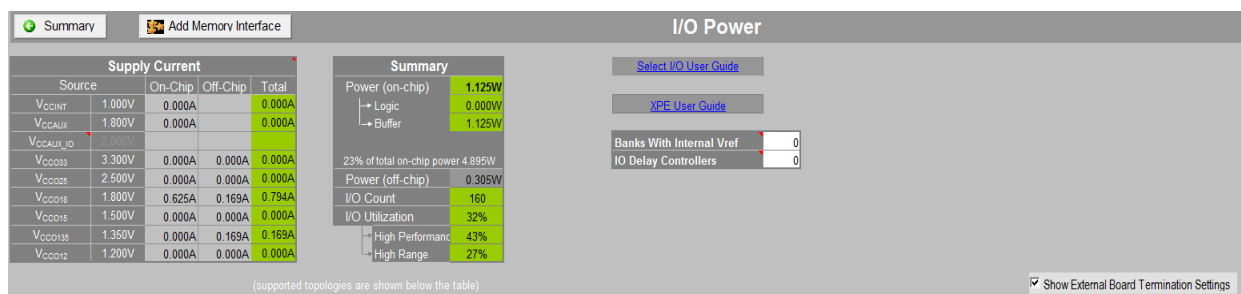 Summary
Add Memory Interface
I/O Power
Supply Current
Source On-Chip Off-Chip Total
VCCINT 1.000V 0.000A 0.000A
VCCAUX 1.800V 0.000A 0.000A
VCCAUX_IO 2.000V
VCCO33 3.300V 0.000A 0.000A 0.000A
VCCO25 2.500V 0.000A 0.000A 0.000A
VCCO18 1.800V 0.625A 0.169A 0.794A
VCCO15 1.500V 0.000A 0.000A 0.000A
VCCO135 1.350V 0.000A 0.169A 0.169A
VCCO12 1.200V 0.000A 0.000A 0.000A
Summary
Power (on-chip) 1.125W
Logic 0.000W
Buffer 1.125W
23% of total on-chip power 4.895W
Power (off-chip) 0.305W
I/O Count 160
I/O Utilization 32%
High Performanc 43%
High Range 27%
Select I/O User Guide
XPE User Guide
Banks With Internal Vref 0
IO Delay Controllers 0
(supported topologies are shown below the table)
Show External Board Termination Settings